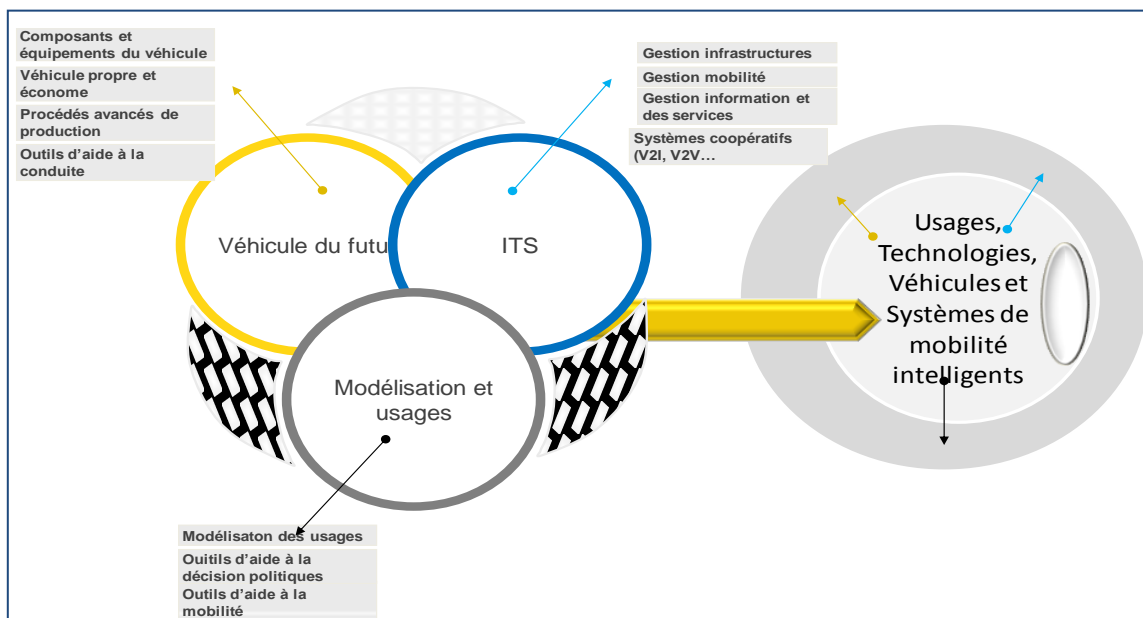 Composants et
équipements du véhicule
Véhicule propre et
économe
Procédés avancés de
production
Outils d'aide à la
conduite
Gestion infrastructures
Gestion mobilité
Gestion information et
des services
Systèmes coopératifs
(V2I, V2V…
Véhicule du futu
ITS
Modélisation et
usages
Usages,
Technologies,
Véhicules et
Systèmes de
mobilité
intelligents
Modélisaton des usages
Ouitils d'aide à la
décision politiques
Outils d'aide à la
mobilité